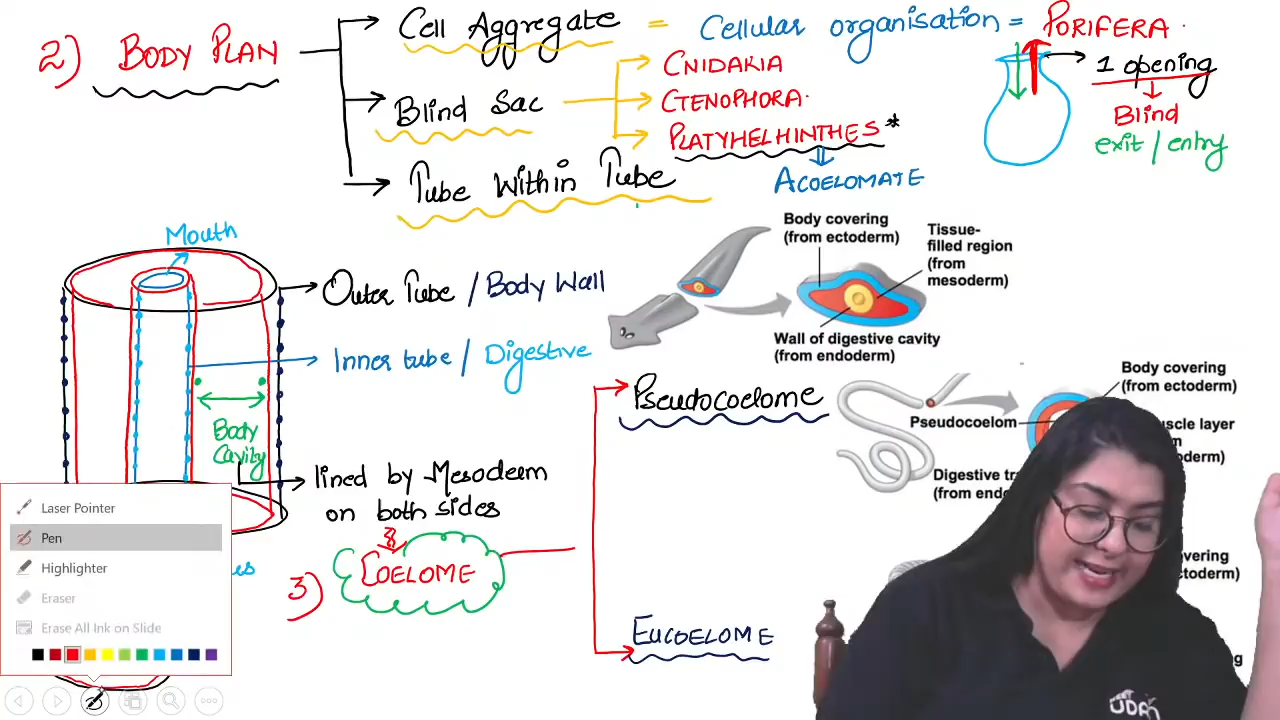 2) BODY PLAN
Cell Aggregate = Cellular organisation = PORIFERA.
Blind Sac
CNIDARIA
CTENOPHORA.
PLATYHELHINTHES*
ACOELOMATE
Tube Within Tube
1 opening
Blind
exit / entry
Mouth
Outer Tube / Body Wall
Inner tube / Digestive
Body
Cavity
lined by Mesoderm
on both sides
3) COELOME
Body covering
(from ectoderm)
Tissue-
filled region
(from
mesoderm)
Wall of digestive cavity
(from endoderm)
Pseudocoelome
Body covering
(from ectoderm)
Pseudocoelom
EUCOELOME
Laser Pointer
Pen
Highlighter
Eraser
Erase All Ink on Slide